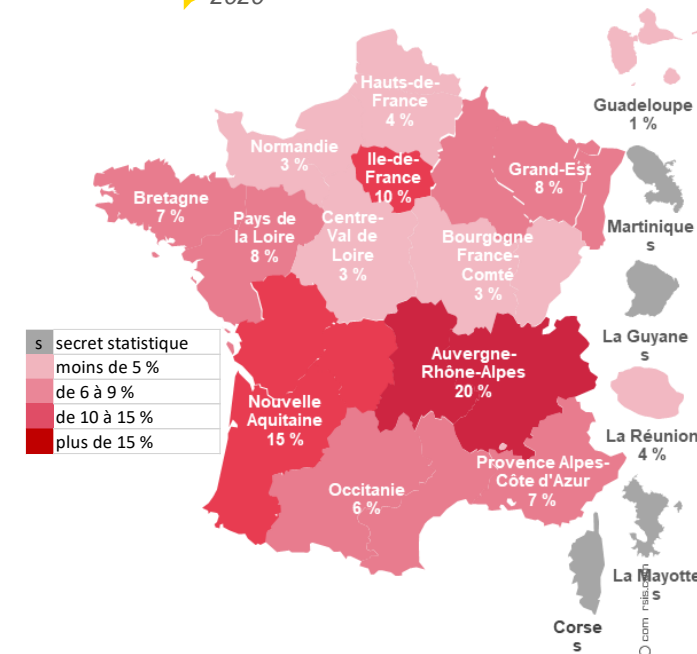 2020
Hauts-de-
France
4 %
Guadeloupe
1 %
Normandie
3 %
Ile-de-
France
10 %
Grand-Est
8 %
Bretagne
7 %
Pays de
la Loire
8 %
Centre-
Val de
Loire
3 %
Bourgogne
France-
Comté
3 %
Martinique
s
La Guyane
s
s secret statistique
moins de 5 %
de 6 à 9 %
de 10 à 15 %
plus de 15 %
Auvergne-
Rhône-Alpes
20 %
Nouvelle
Aquitaine
15 %
La Réunion
4 %
Provence Alpes-
Côte d'Azur
7 %
Occitanie
6 %
La Mayotte
s
Corse
s